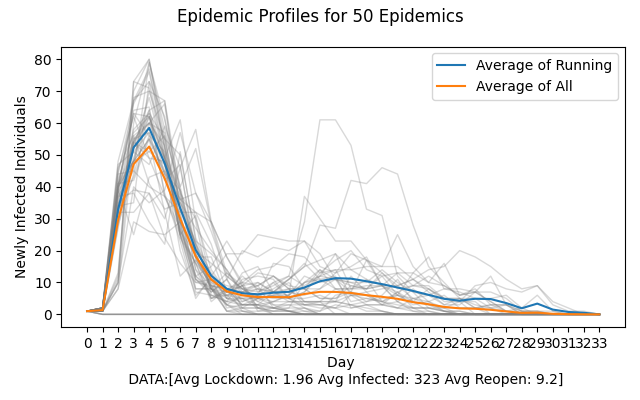 Epidemic Profiles for 50 Epidemics
Average of Running
Average of All
Newly Infected Individuals
80
70
60
50
40
30
20
10
0
0 1 2 3 4 5 6 7 8 9 10 11 12 13 14 15 16 17 18 19 20 21 22 23 24 25 26 27 28 29 30 31 32 33
Day
DATA:[Avg Lockdown: 1.96 Avg Infected: 323 Avg Reopen: 9.2]